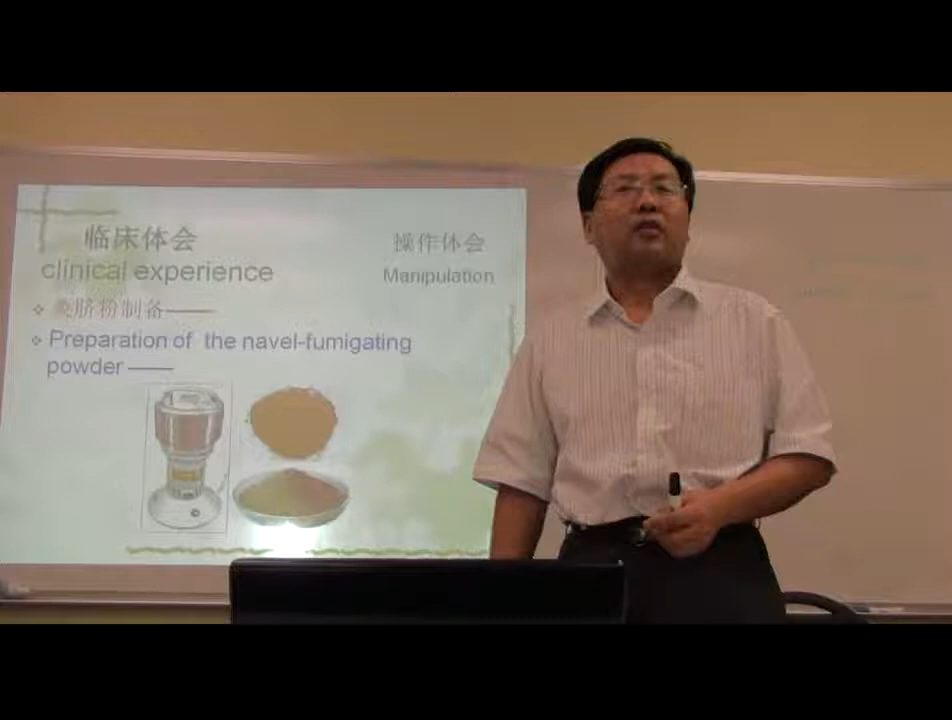 临床体会
操作体会
clinical experience
Manipulation
脐粉制备——
Preparation of the navel-fumigating
powder ——